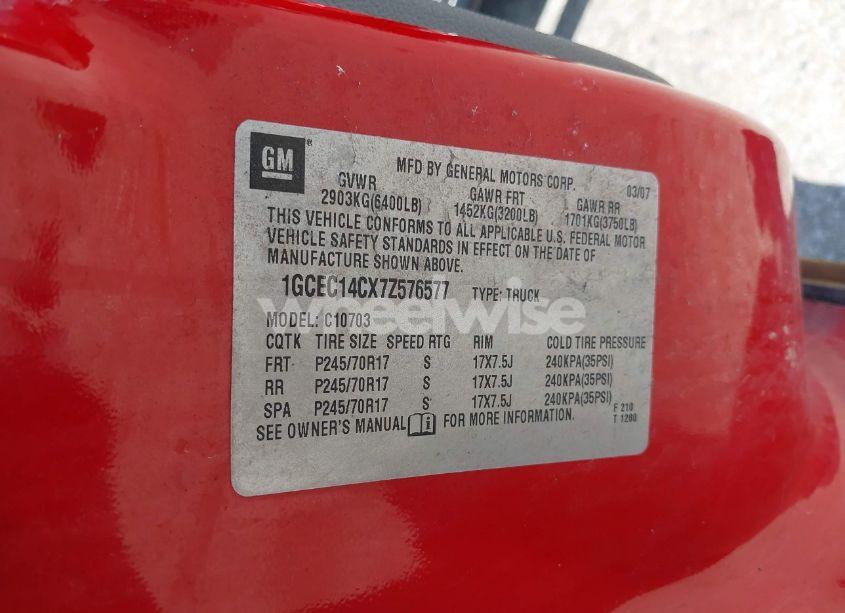 GM
MFD BY GENERAL MOTORS CORP. 03/07
GVWR GAWR FRT GAWR RR
2903KG(6400LB) 1452KG(3200LB) 1701KG(3750LB)
THIS VEHICLE CONFORMS TO ALL APPLICABLE U.S. FEDERAL MOTOR
VEHICLE SAFETY STANDARDS IN EFFECT ON THE DATE OF
MANUFACTURE SHOWN ABOVE.
1GCEC14CX7Z576577 TYPE: TRUCK
wheelwise
MODEL: C10703
CQTK TIRE SIZE SPEED RTG RIM COLD TIRE PRESSURE
FRT P245/70R17 S 17X7.5J 240KPA(35PSI)
RR P245/70R17 S 17X7.5J 240KPA(35PSI)
SPA P245/70R17 S 17X7.5J 240KPA(35PSI)
SEE OWNER'S MANUAL FOR MORE INFORMATION.
F 210
T 1260